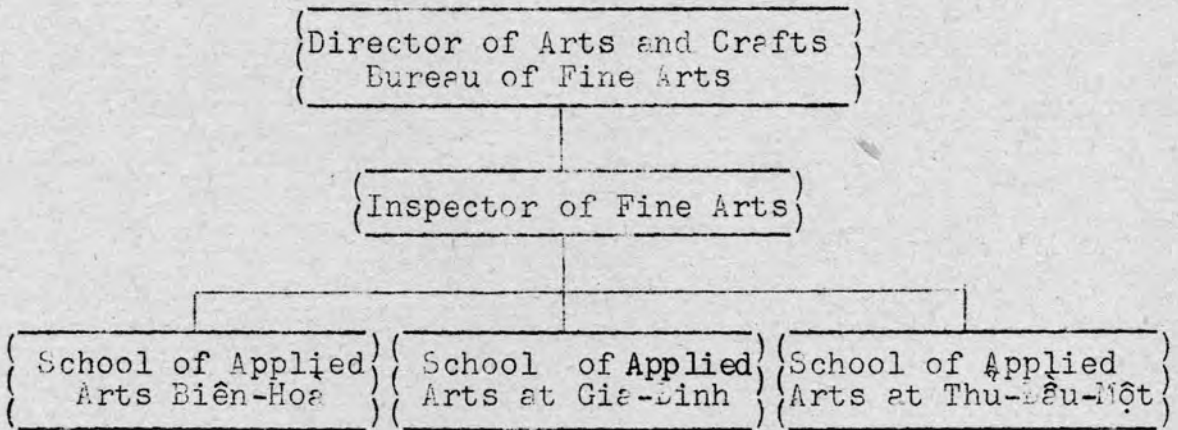 Director of Arts and Crafts
Bureau of Fine Arts
Inspector of Fine Arts
School of Applied
Arts Biên-Hoa
School of Applied
Arts at Gia-Dinh
School of Applied
Arts at Thu-Dâu-Một